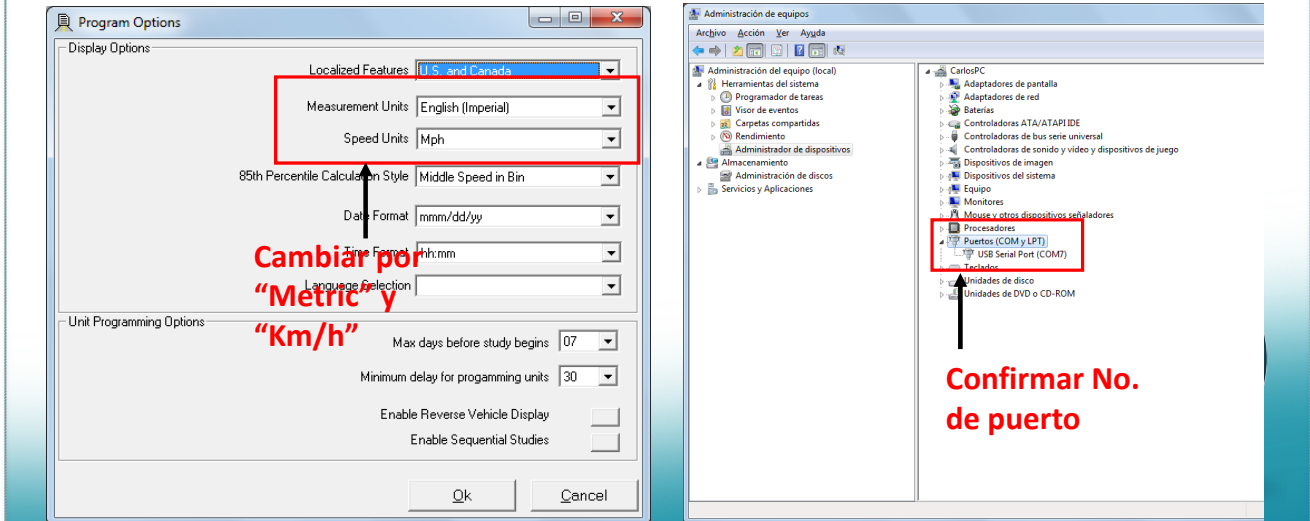 Program Options
Display Options
Localized Features U.S. and Canada
Measurement Units English (Imperial)
Speed Units Mph
85th Percentile Calculation Style Middle Speed in Bin
Date Format mmm/dd/yy
Time Format hh:mm
Language Selection
Cambiar por
“Metric” y
“Km/h”
Unit Programming Options
Max days before study begins 07
Minimum delay for progamming units 30
Enable Reverse Vehicle Display
Enable Sequential Studies
Ok Cancel
Administración de equipos
Archivo Acción Ver Ayuda
Administración del equipo (local)
Herramientas del sistema
Programador de tareas
Visor de eventos
Carpetas compartidas
Rendimiento
Administrador de dispositivos
Almacenamiento
Administración de discos
Servicios y Aplicaciones
CarlosPC
Adaptadores de pantalla
Adaptadores de red
Baterías
Controladoras ATA/ATAPI IDE
Controladoras de bus serie universal
Controladoras de sonido y vídeo y dispositivos de juego
Dispositivos de imagen
Dispositivos del sistema
Equipo
Monitores
Mouse y otros dispositivos señaladores
Procesadores
Puertos (COM y LPT)
USB Serial Port (COM7)
Teclados
Unidades de disco
Unidades de DVD o CD-ROM
Confirmar No.
de puerto